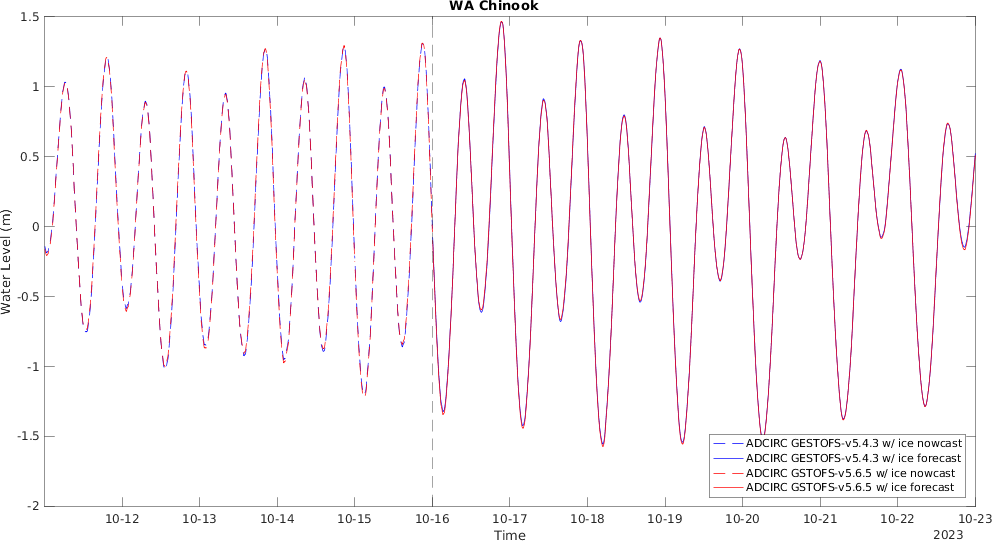 WA Chinook
1.5
1
0.5
0
-0.5
-1
-1.5
-2
Water Level (m)
10-12 10-13 10-14 10-15 10-16 10-17 10-18 10-19 10-20 10-21 10-22 10-23
Time
2023
ADCIRC GESTOFS-v5.4.3 w/ ice nowcast
ADCIRC GESTOFS-v5.4.3 w/ ice forecast
ADCIRC GSTOFS-v5.6.5 w/ ice nowcast
ADCIRC GSTOFS-v5.6.5 w/ ice forecast